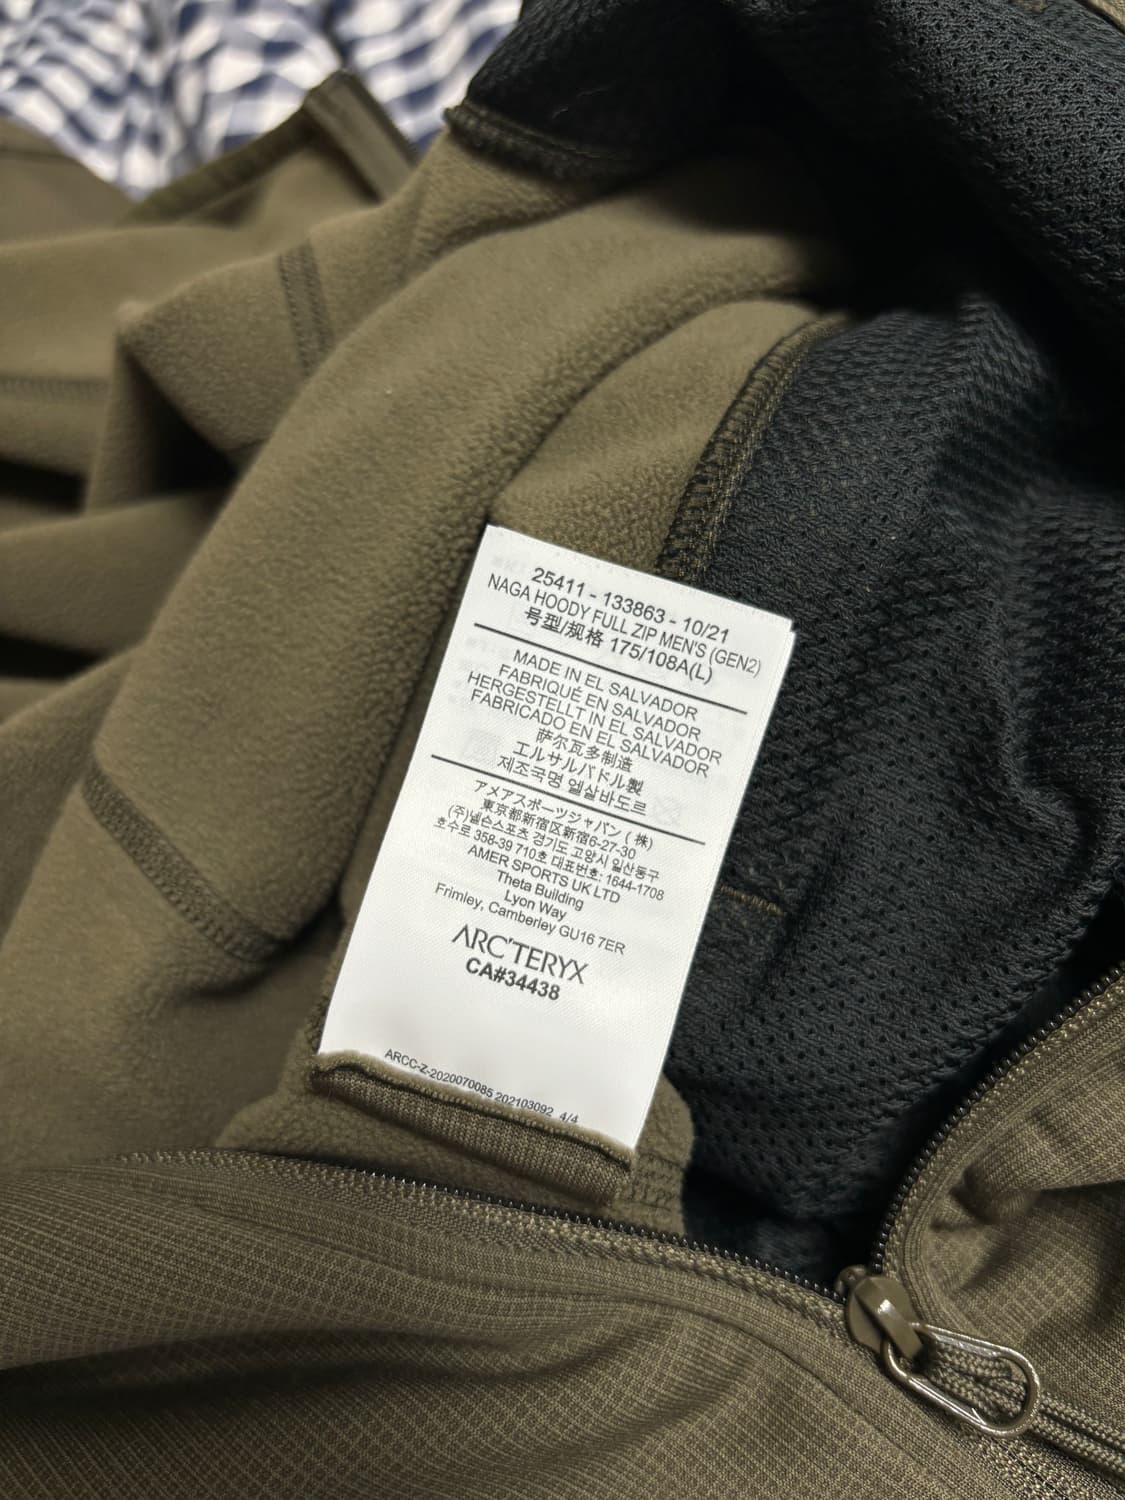 25411 - 133863 - 10/21
NAGA HOODY FULL ZIP MEN'S (GEN2)
号型/规格 175/108A(L)
MADE IN EL SALVADOR
FABRIQUÉ EN SALVADOR
HERGESTELLT IN EL SALVADOR
FABRICADO EN EL SALVADOR
萨尔瓦多制造
エルサルバドル製
제조국명 엘살바도르
アメアスポーツジャパン ( 株)
東京都新宿区新宿6-27-30
(주)넬슨스포츠 경기도 고양시 일산동구
호수로 358-39 710호 대표번호: 1644-1708
AMER SPORTS UK LTD
Theta Building
Lyon Way
Frimley, Camberley GU16 7ER
ARC'TERYX
CA#34438
ARCC-Z-2020070085 202103092 4/4